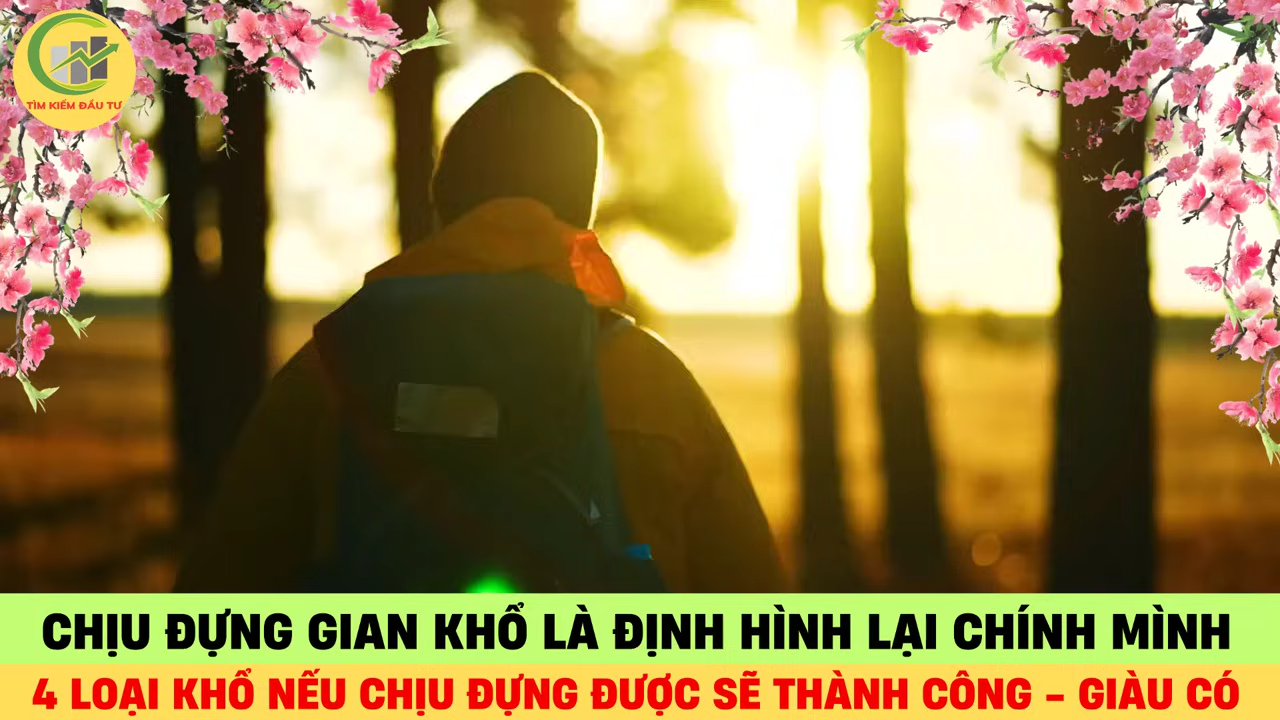 TÌM KIẾM ĐẦU TƯ
CHỊU ĐỰNG GIAN KHỔ LÀ ĐỊNH HÌNH LẠI CHÍNH MÌNH
4 LOẠI KHỔ NẾU CHỊU ĐỰNG ĐƯỢC SẼ THÀNH CÔNG – GIÀU CÓ